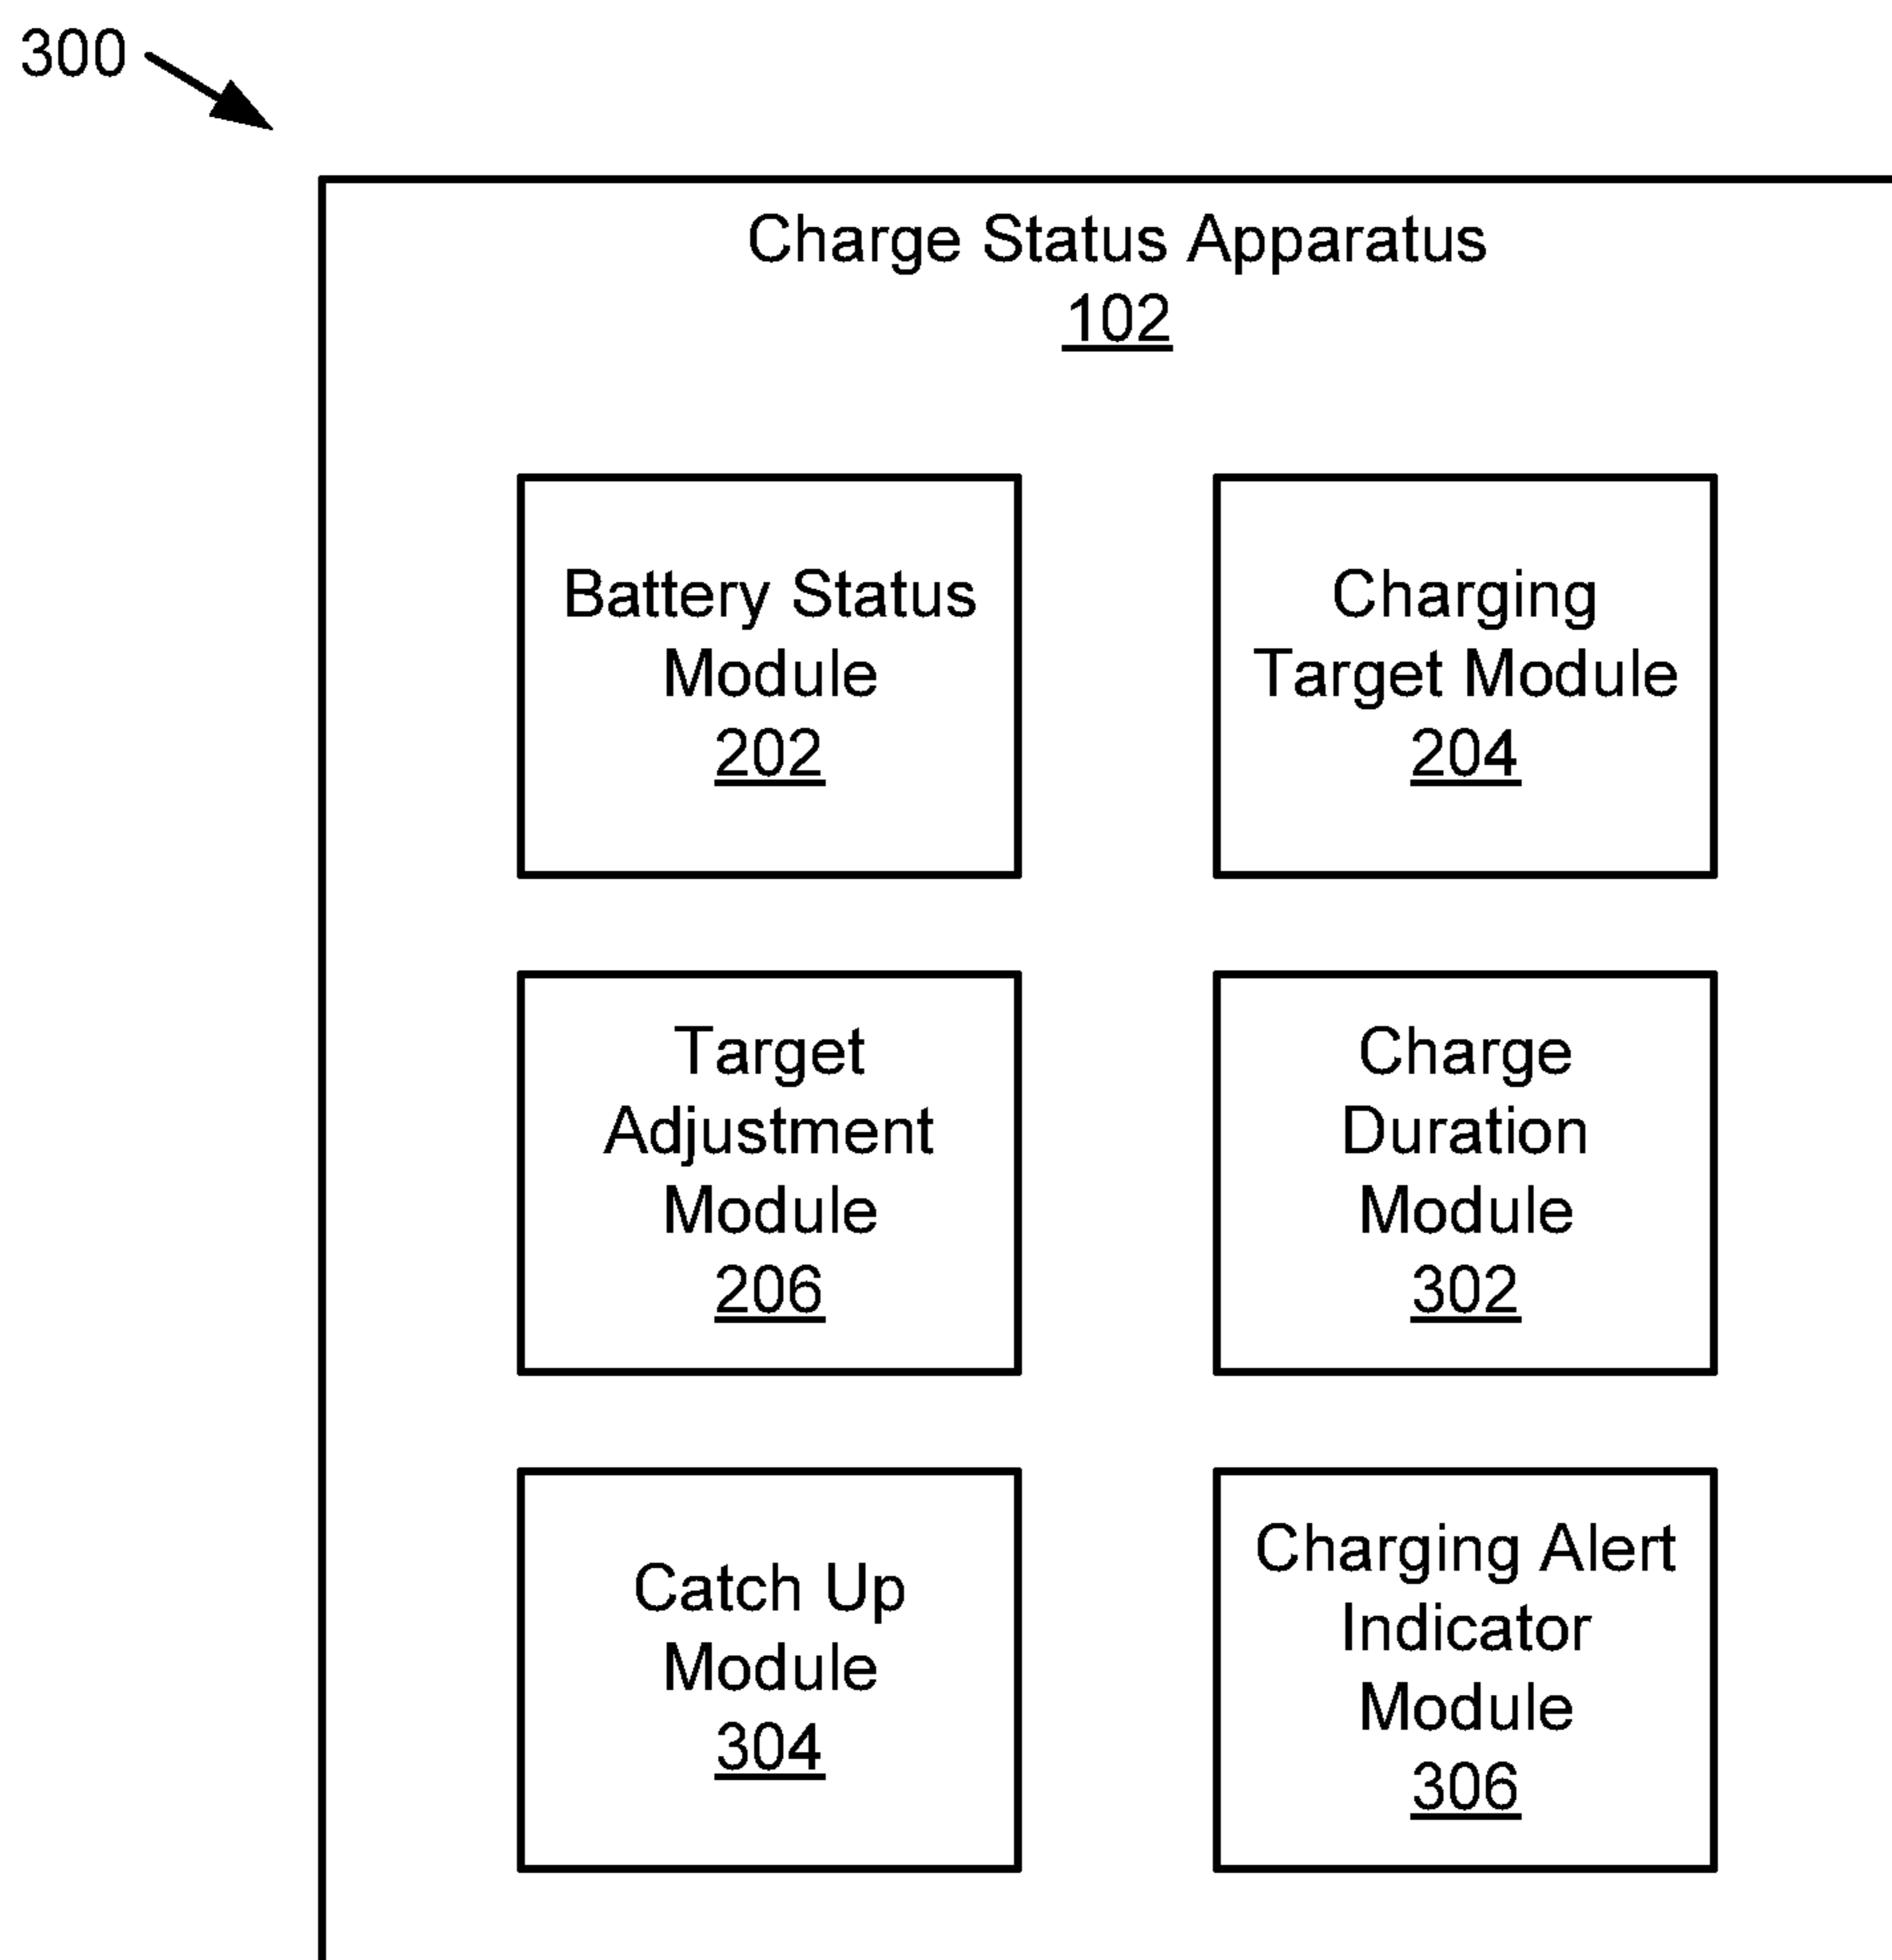 300
Charge Status Apparatus
102
Battery Status
Module
202
Charging
Target Module
204
Target
Adjustment
Module
206
Charge
Duration
Module
302
Catch Up
Module
304
Charging Alert
Indicator
Module
306